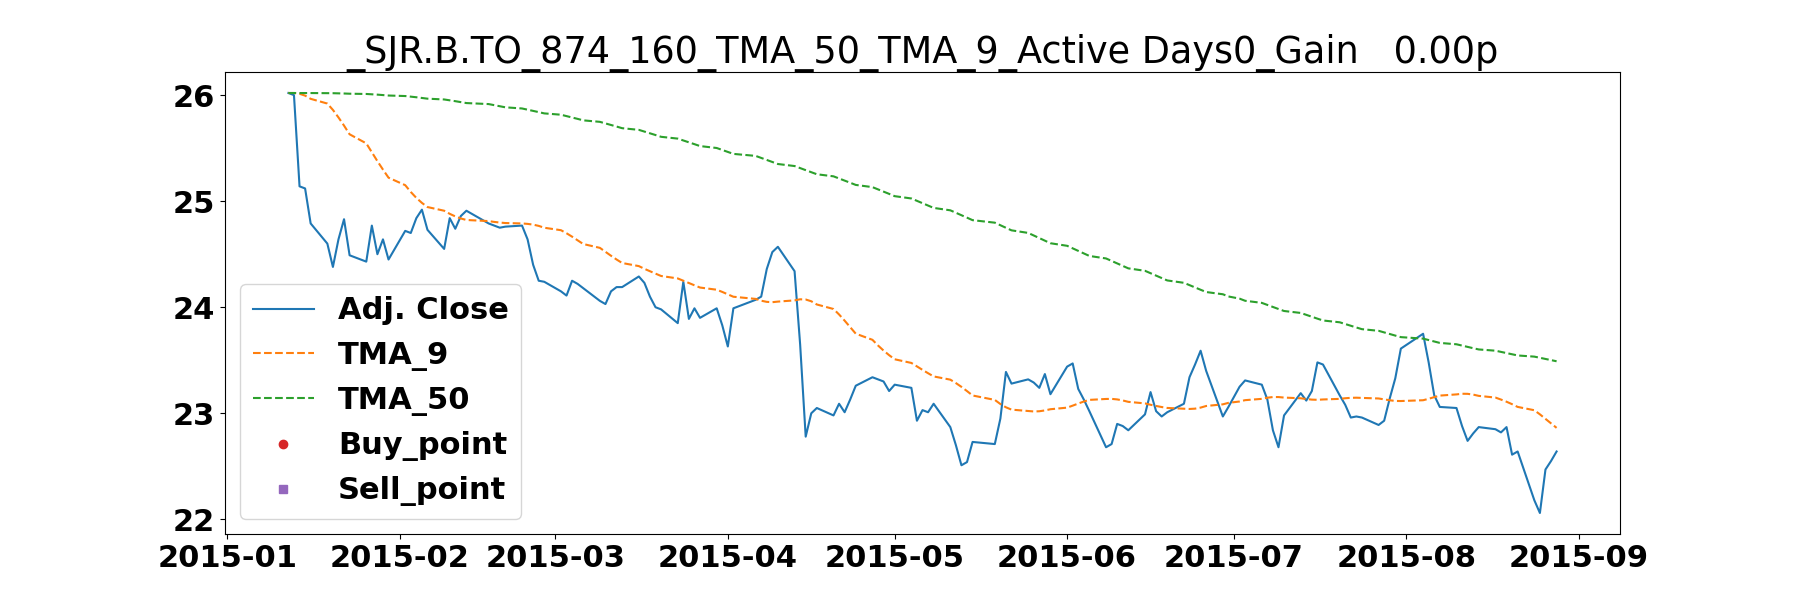 _SJR.B.TO_874_160_TMA_50_TMA_9_Active Days0_Gain   0.00p
26
25
24
23
22
Adj. Close
TMA_9
TMA_50
Buy_point
Sell_point
2015-01 2015-02 2015-03 2015-04 2015-05 2015-06 2015-07 2015-08 2015-09